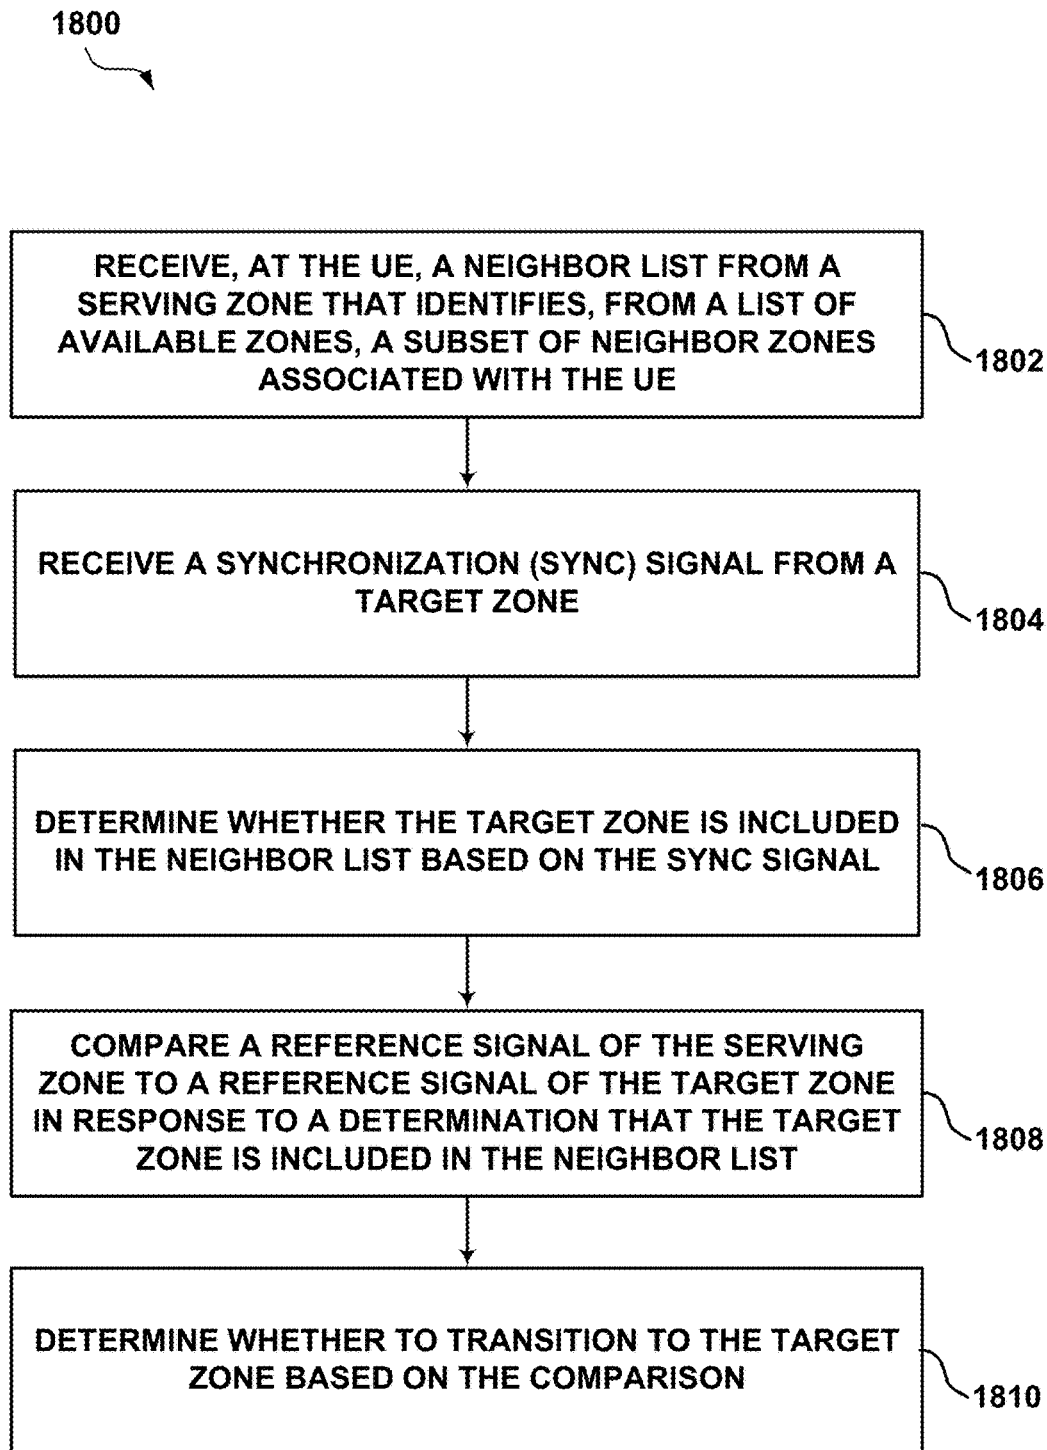 1800
RECEIVE, AT THE UE, A NEIGHBOR LIST FROM A
SERVING ZONE THAT IDENTIFIES, FROM A LIST OF
AVAILABLE ZONES, A SUBSET OF NEIGHBOR ZONES
ASSOCIATED WITH THE UE
1802
RECEIVE A SYNCHRONIZATION (SYNC) SIGNAL FROM A
TARGET ZONE
1804
DETERMINE WHETHER THE TARGET ZONE IS INCLUDED
IN THE NEIGHBOR LIST BASED ON THE SYNC SIGNAL
1806
COMPARE A REFERENCE SIGNAL OF THE SERVING
ZONE TO A REFERENCE SIGNAL OF THE TARGET ZONE
IN RESPONSE TO A DETERMINATION THAT THE TARGET
ZONE IS INCLUDED IN THE NEIGHBOR LIST
1808
DETERMINE WHETHER TO TRANSITION TO THE TARGET
ZONE BASED ON THE COMPARISON
1810